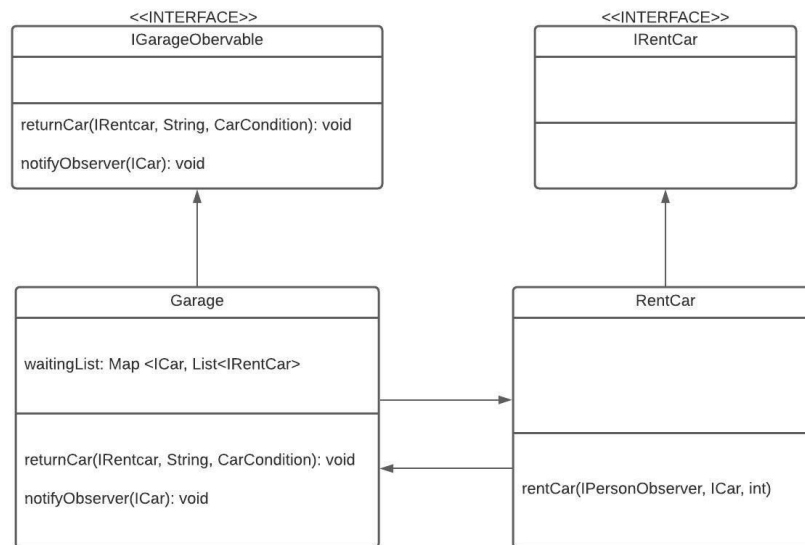 <<INTERFACE>>
IGarageObervable
returnCar(IRentcar, String, CarCondition): void
notifyObserver(ICar): void
<<INTERFACE>>
IRentCar
Garage
waitingList: Map <ICar, List<IRentCar>
returnCar(IRentcar, String, CarCondition): void
notifyObserver(ICar): void
RentCar
rentCar(IPersonObserver, ICar, int)